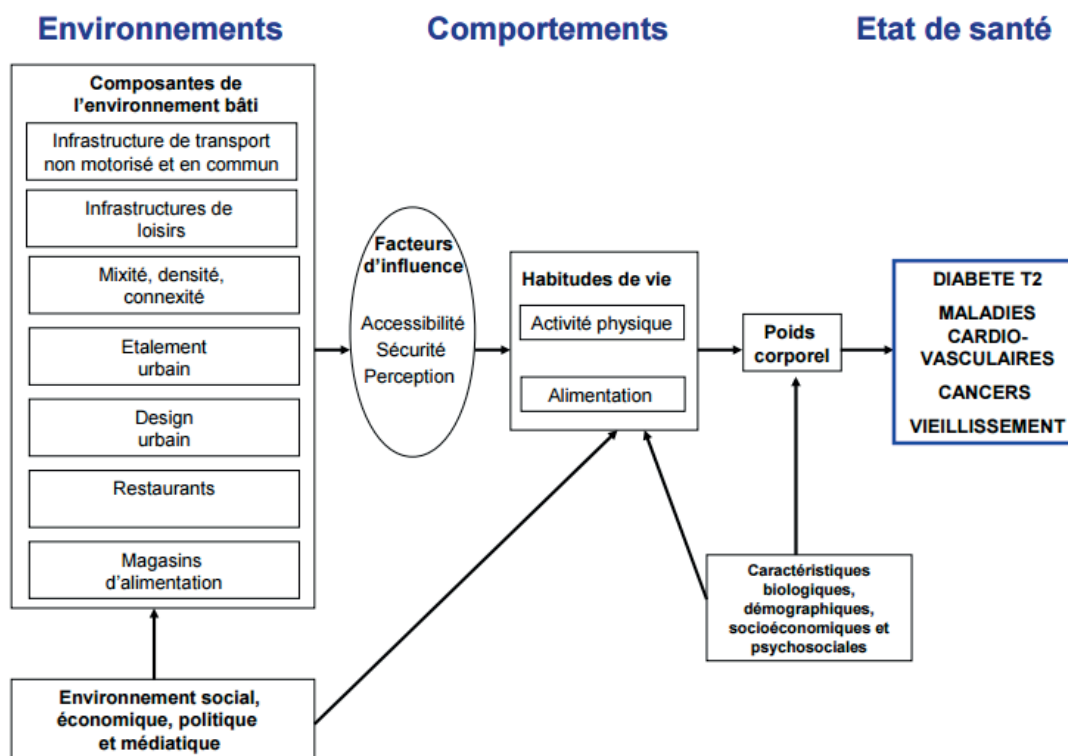 Environnements
Comportements
Etat de santé
Composantes de
l'environnement bâti
Infrastructure de transport
non motorisé et en commun
Infrastructures de
loisirs
Mixité, densité,
connexité
Etalement
urbain
Design
urbain
Restaurants
Magasins
d'alimentation
Environnement social,
économique, politique
et médiatique
Facteurs
d'influence
Accessibilité
Sécurité
Perception
Habitudes de vie
Activité physique
Alimentation
Poids
corporel
Caractéristiques
biologiques,
démographiques,
socioéconomiques et
psychosociales
DIABETE T2
MALADIES
CARDIO-
VASCULAIRES
CANCERS
VIEILLISSEMENT